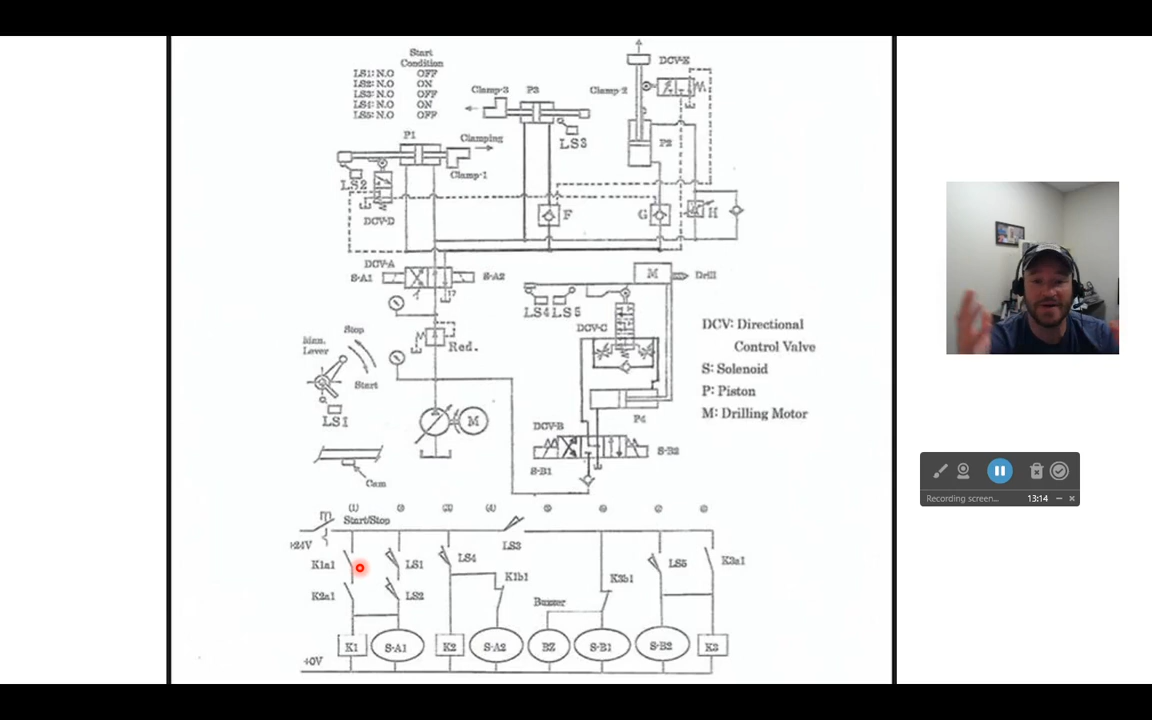 Start
Condition
LS1: N.O OFF
LS2: N.O ON
LS3: N.O OFF
LS4: N.O ON
LS5: N.O OFF
DCV-E
Clamp-3
P3
Clamp-2
P1
Clamping
LS3
P2
Clamp-1
LS2
DCV-D
F
G
H
DCV-A
S-A1
S-A2
M
Drill
LS4 LS5
DCV-C
Stop
Man.
Lever
Red.
Start
LS1
M
P4
DCV-B
S-B1
S-B2
Cam
DCV: Directional
Control Valve
S: Solenoid
P: Piston
M: Drilling Motor
Recording screen... 13:14
(1)
Start/Stop
+24V
LS3
K1a1
LS1
LS4
K1b1
K3b1
LS5
K3a1
K2a1
LS2
Buzzer
K1
S-A1
K2
S-A2
BZ
S-B1
S-B2
K3
+0V